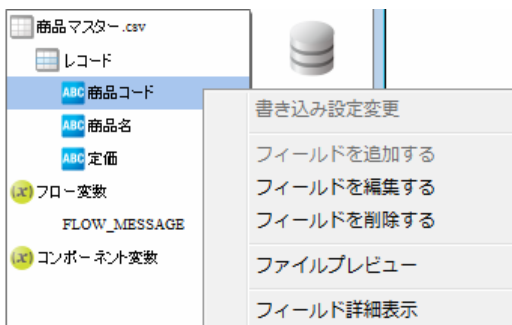 商品マスター.csv
レコード
ABC 商品コード
ABC 商品名
ABC 定価
(x) フロー変数
FLOW_MESSAGE
(x) コンポーネント変数
書き込み設定変更
フィールドを追加する
フィールドを編集する
フィールドを削除する
ファイルプレビュー
フィールド詳細表示